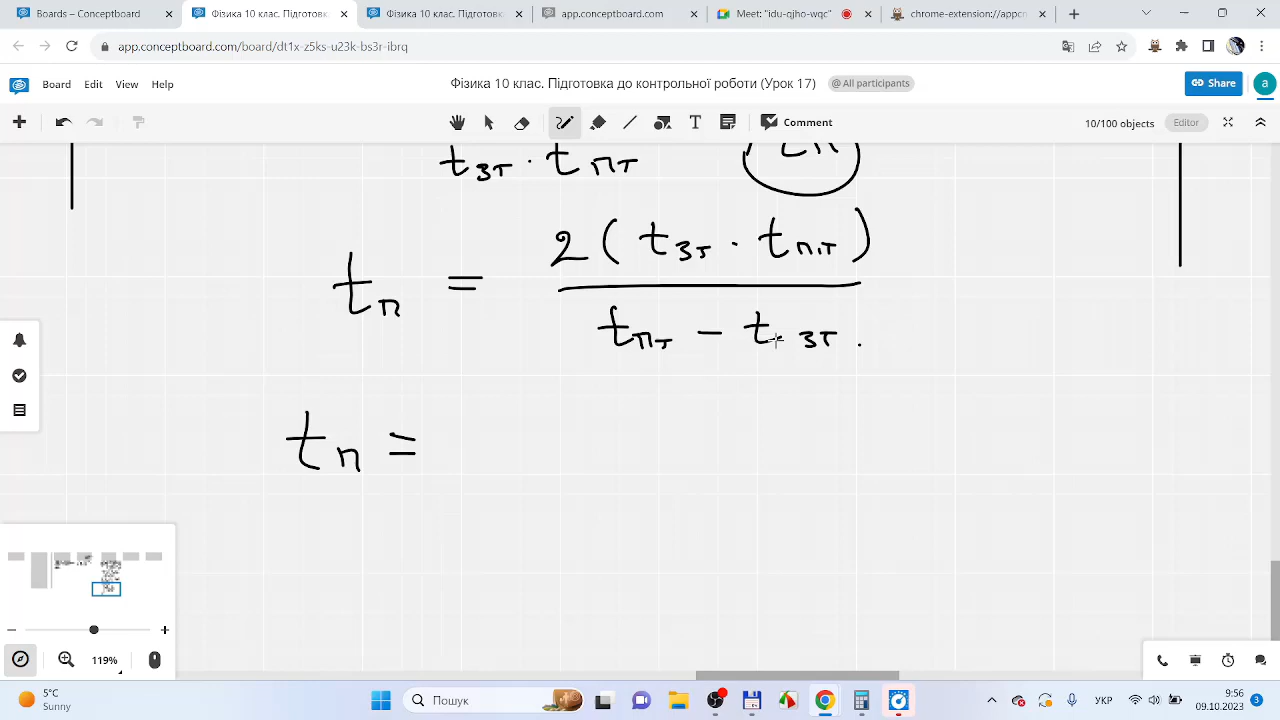 Boards – Conceptboard
Фізика 10 клас. Підготовк
Фізика 10 клас. Підготовк
app.conceptboard.com
Meet: "idu-qjho-wqc"
chrome-extension://appcr
app.conceptboard.com/board/dt1x-z5ks-u23k-bs3r-ibrq
Board Edit View Help
Фізика 10 клас. Підготовка до контрольної роботи (Урок 17)
@ All participants
Share
a
T
Comment
10/100 objects
Editor
tзт · tпт
tп
tп = 2 ( tзт · tпт )
tпт – tзт .
tп =
119%
5°C
Sunny
Пошук
УКР
9:56
09.10.2023
3